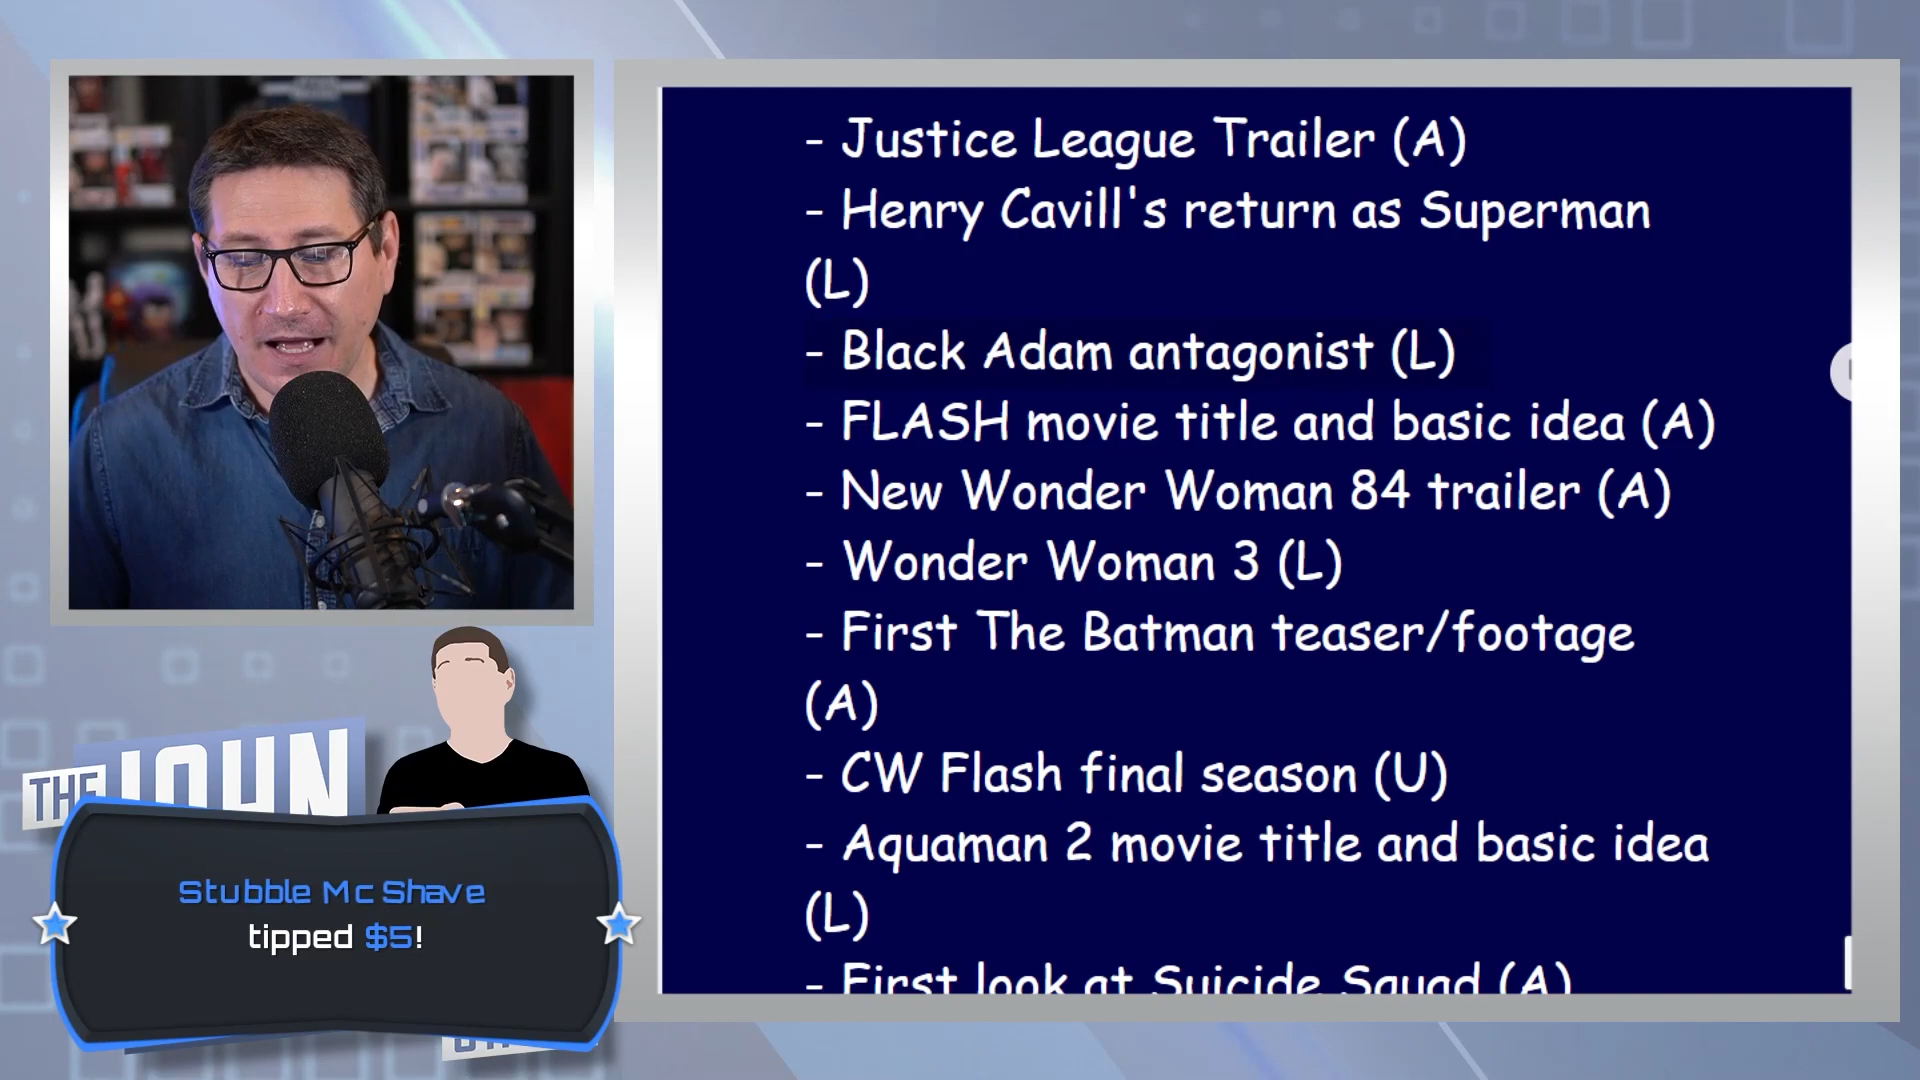 - Justice League Trailer (A)
- Henry Cavill's return as Superman
(L)
- Black Adam antagonist (L)
- FLASH movie title and basic idea (A)
- New Wonder Woman 84 trailer (A)
- Wonder Woman 3 (L)
- First The Batman teaser/footage
(A)
- CW Flash final season (U)
- Aquaman 2 movie title and basic idea
(L)
- First look at Suicide Squad (A)
THE JOHN
Stubble Mc Shave
tipped $5!